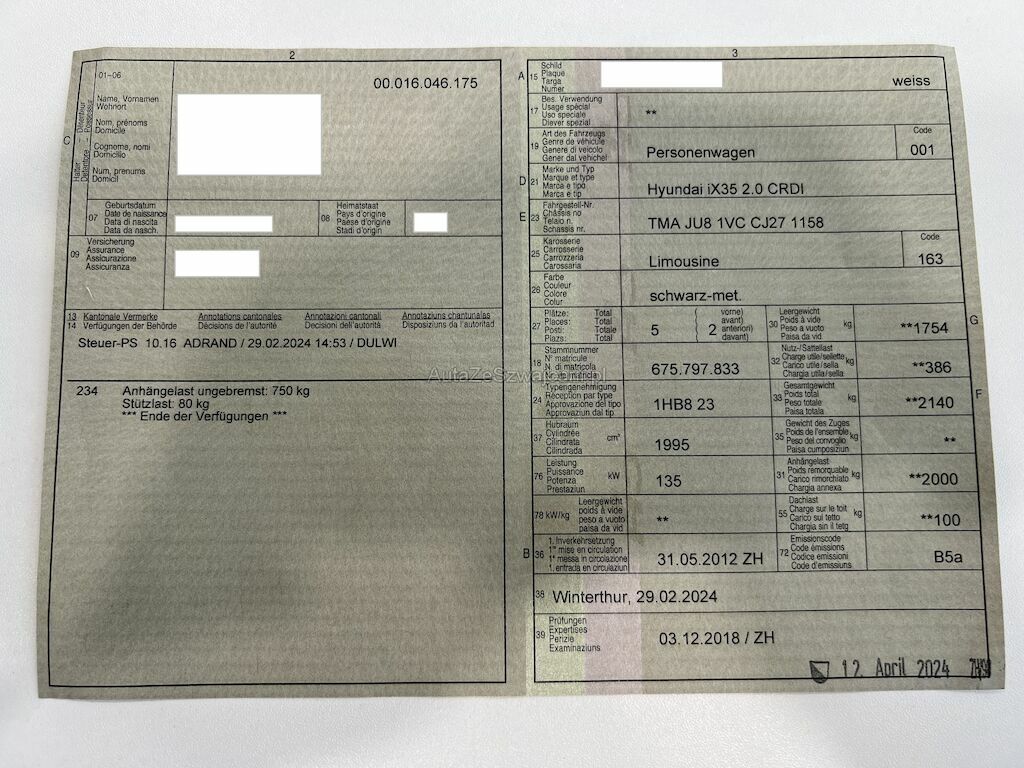 2
01-06
00.016.046.175
C
Halter – Détenteur
Detentore – Possessur
Name, Vornamen
Wohnort
Nom, prénoms
Domicile
Cognome, nomi
Domicilio
Num, prenums
Domicil
07
Geburtsdatum
Date de naissance
Data di nascita
Data da nasch.
08
Heimatstaat
Pays d'origine
Paese d'origine
Stadi d'origin
09
Versicherung
Assurance
Assicurazione
Assicuranza
13 Kantonale Vermerke Annotations cantonales Annotazioni cantonali Annotaziuns chantunalas
14 Verfügungen der Behörde Décisions de l'autorité Decisioni dell'autorità Disposiziuns da l'autoritad
Steuer-PS 10.16 ADRAND / 29.02.2024 14:53 / DULWI
234 Anhängelast ungebremst: 750 kg
Stützlast: 80 kg
*** Ende der Verfügungen ***
3
A 15
Schild
Plaque
Targa
Numer
weiss
17
Bes. Verwendung
Usage spécial
Uso speciale
Diever spezial
**
19
Art des Fahrzeugs
Genre de véhicule
Genere di veicolo
Gener dal vehichel
Personenwagen
Code
001
D 21
Marke und Typ
Marque et type
Marca e tipo
Marca e tip
Hyundai iX35 2.0 CRDI
E 23
Fahrgestell-Nr.
Châssis no
Telaio n.
Schassis nr.
TMA JU8 1VC CJ27 1158
25
Karosserie
Carrosserie
Carrozzeria
Carossaria
Limousine
Code
163
26
Farbe
Couleur
Colore
Colur
schwarz-met.
27
Plätze: Total
Places: Total
Posti: Totale
Plazs: Total
5
( vorne)
avant)
2 anteriori)
davant)
G
30
Leergewicht
Poids à vide
Peso a vuoto
Paisa da vid
kg
**1754
18
Stammnummer
N° matricule
N. di matricola
675.797.833
32
Nutz-/Sattellast
Charge utile/sellette
Carico utile/sella
Chargia utila/sella
kg
**386
24
Typengenehmigung
Réception par type
Approvazione del tipo
Approvaziun dal tip
1HB8 23
F
33
Gesamtgewicht
Poids total
Peso totale
Paisa totala
kg
**2140
37
Hubraum
Cylindrée
Cilindrata
Cilindrada
cm³
1995
35
Gewicht des Zuges
Poids de l'ensemble
Peso del convoglio
Paisa cumposiziun
kg
**
76
Leistung
Puissance
Potenza
Prestaziun
kW
135
31
Anhängelast
Poids remorquable
Carico rimorchiato
Chargia annexa
kg
**2000
78 kW/kg
Leergewicht
poids à vide
peso a vuoto
paisa da vid
**
55
Dachlast
Charge sur le toit
Carico sul tetto
Chargia sin il tetg
kg
**100
B 36
1. Inverkehrsetzung
1re mise en circulation
1a messa in circolazione
1. entrada en circulaziun
31.05.2012 ZH
72
Emissionscode
Code émissions
Codice emissioni
Code d'emissiuns
B5a
38 Winterthur, 29.02.2024
39
Prüfungen
Expertises
Perizie
Examinaziuns
03.12.2018 / ZH
12. April 2024